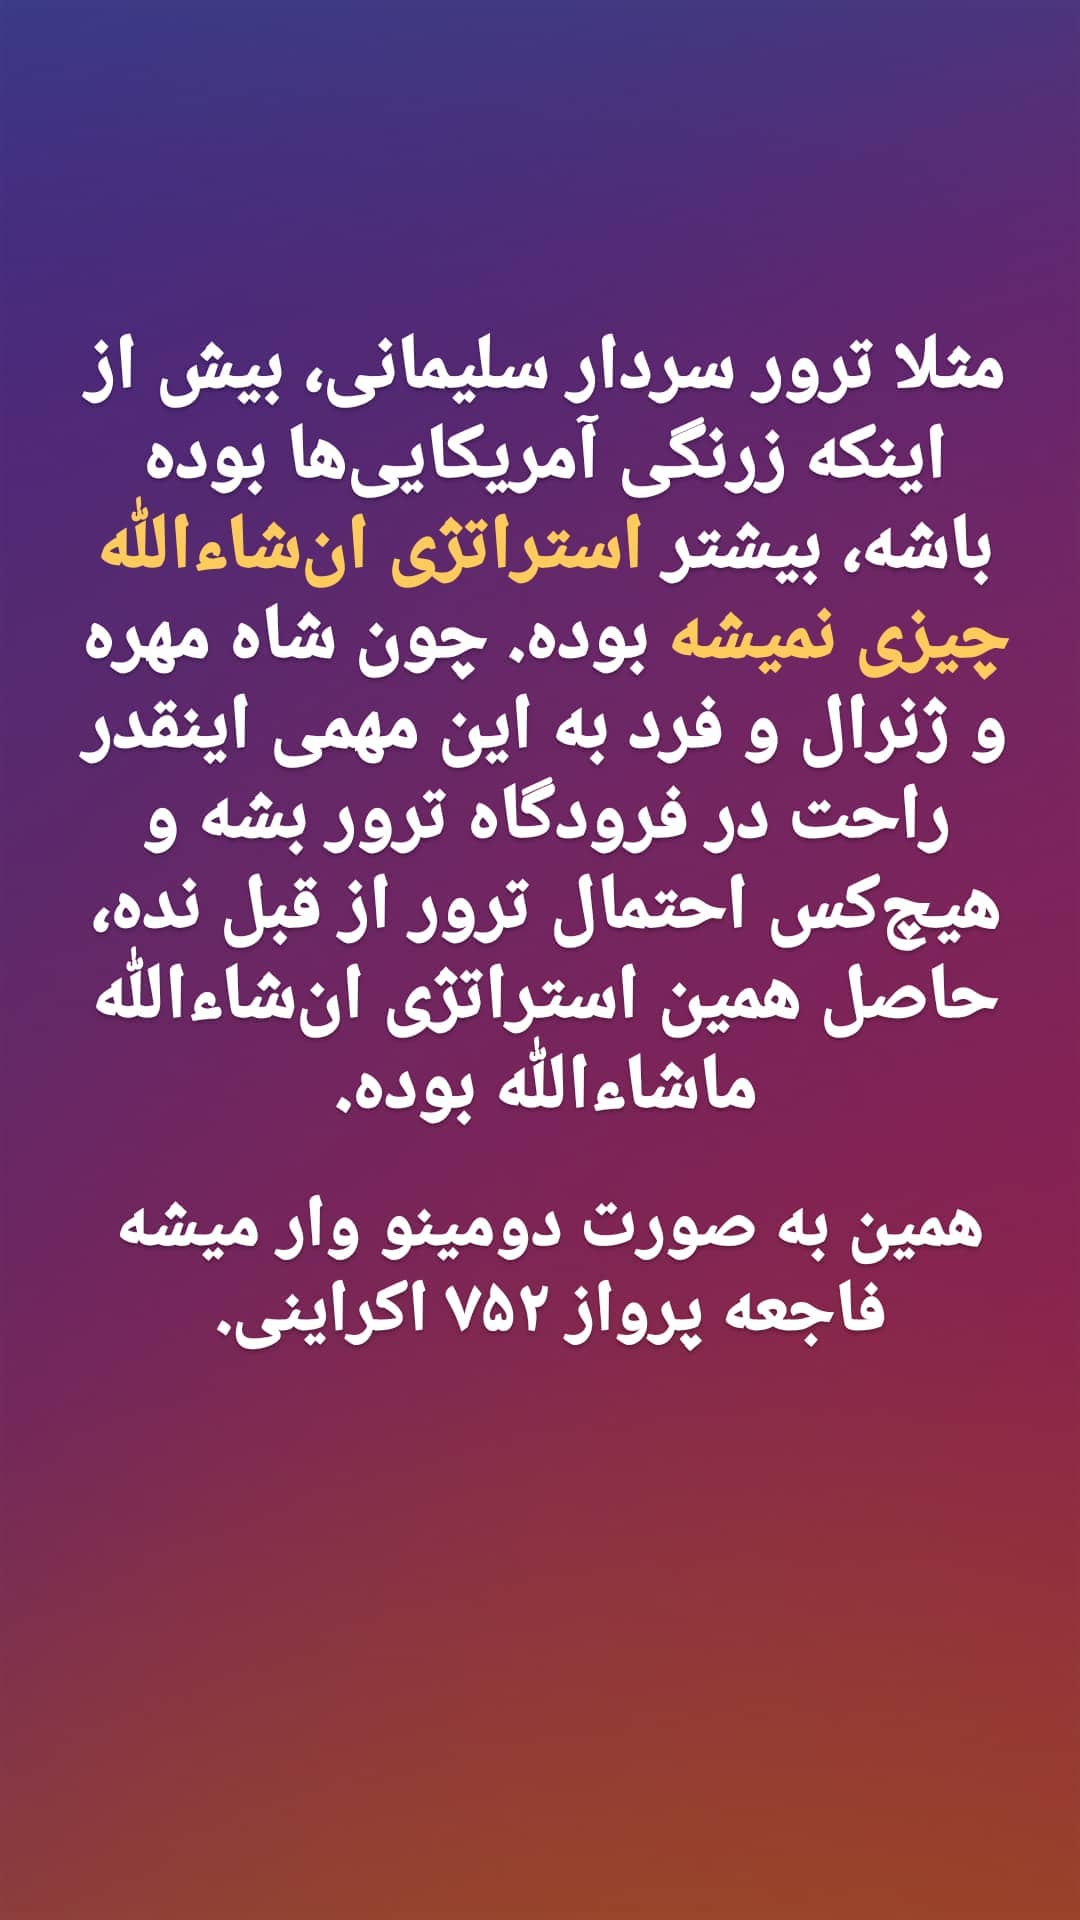 مثلا ترور سردار سلیمانی، بیش از
اینکه زرنگی آمریکایی‌ها بوده
باشه، بیشتر استراتژی ان‌شاءالله
چیزی نمیشه بوده. چون شاه مهره
و ژنرال و فرد به این مهمی اینقدر
راحت در فرودگاه ترور بشه و
هیچ‌کس احتمال ترور از قبل نده،
حاصل همین استراتژی ان‌شاءالله
ماشاءالله بوده.
همین به صورت دومینو وار میشه
فاجعه پرواز ۷۵۲ اکراینی.